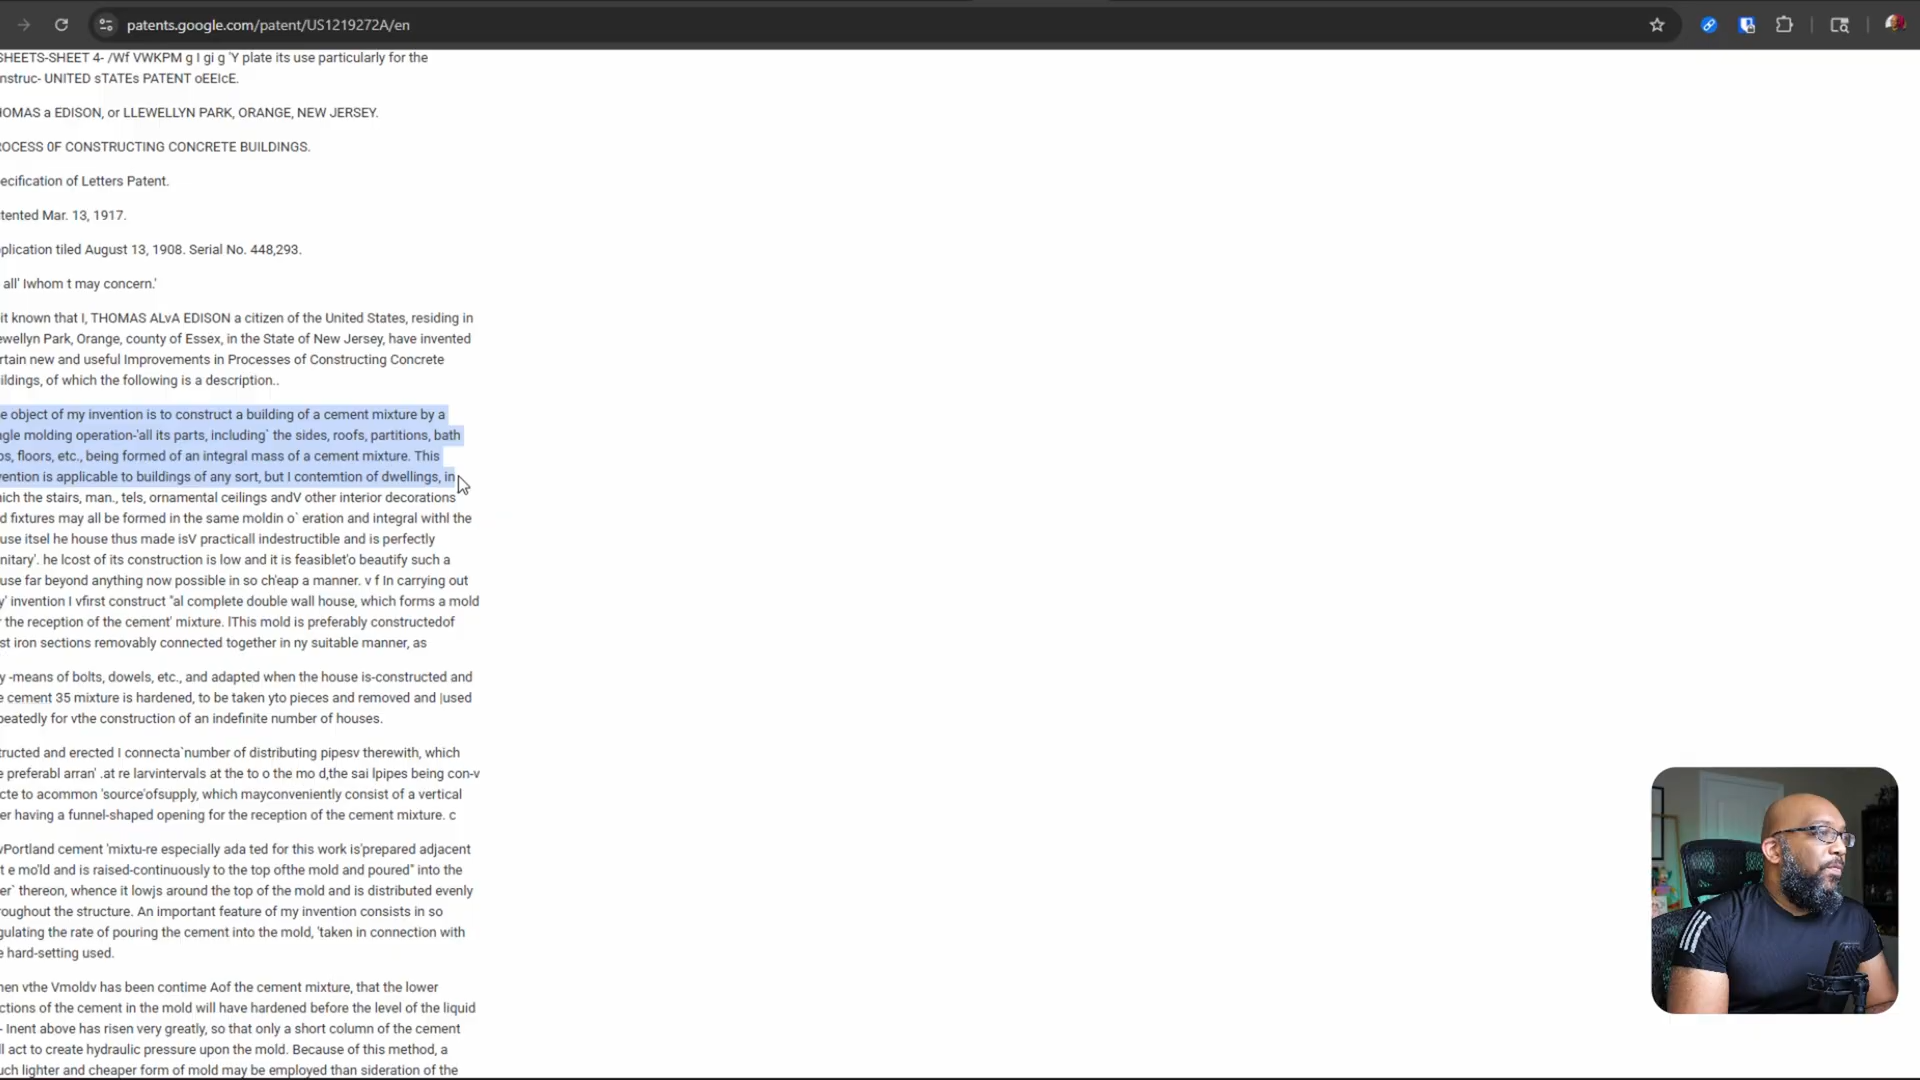 patents.google.com/patent/US1219272A/en
SHEETS-SHEET 4- /Wf VWKPM g I gi g 'Y plate its use particularly for the
nstruc- UNITED sTATEs PATENT oEEIcE.
HOMAS a EDISON, or LLEWELLYN PARK, ORANGE, NEW JERSEY.
ROCESS 0F CONSTRUCTING CONCRETE BUILDINGS.
ecification of Letters Patent.
tented Mar. 13, 1917.
plication tiled August 13, 1908. Serial No. 448,293.
all' Iwhom t may concern.'
it known that I, THOMAS ALvA EDISON a citizen of the United States, residing in
ewellyn Park, Orange, county of Essex, in the State of New Jersey, have invented
rtain new and useful Improvements in Processes of Constructing Concrete
ildings, of which the following is a description..
e object of my invention is to construct a building of a cement mixture by a
ngle molding operation-'all its parts, including` the sides, roofs, partitions, bath
bs, floors, etc., being formed of an integral mass of a cement mixture. This
vention is applicable to buildings of any sort, but I contemtion of dwellings, in
hich the stairs, man., tels, ornamental ceilings andV other interior decorations
d fixtures may all be formed in the same moldin o` eration and integral withl the
use itsel he house thus made isV practicall indestructible and is perfectly
nitary'. he lcost of its construction is low and it is feasiblet'o beautify such a
use far beyond anything now possible in so ch'eap a manner. v f In carrying out
y' invention I vfirst construct "al complete double wall house, which forms a mold
r the reception of the cement' mixture. lThis mold is preferably constructedof
st iron sections removably connected together in ny suitable manner, as
y -means of bolts, dowels, etc., and adapted when the house is-constructed and
e cement 35 mixture is hardened, to be taken yto pieces and removed and |used
peatedly for vthe construction of an indefinite number of houses.
tructed and erected I connecta`number of distributing pipesv therewith, which
e preferabl arran' .at re larvintervals at the to o the mo d,the sai lpipes being con-v
cte to acommon 'source'ofsupply, which mayconveniently consist of a vertical
er having a funnel-shaped opening for the reception of the cement mixture. c
vPortland cement 'mixtu-re especially ada ted for this work is'prepared adjacent
t e mo'ld and is raised-continuously to the top ofthe mold and poured" into the
er` thereon, whence it lowjs around the top of the mold and is distributed evenly
roughout the structure. An important feature of my invention consists in so
gulating the rate of pouring the cement into the mold, 'taken in connection with
e hard-setting used.
hen vthe Vmoldv has been contime Aof the cement mixture, that the lower
ctions of the cement in the mold will have hardened before the level of the liquid
- Inent above has risen very greatly, so that only a short column of the cement
ll act to create hydraulic pressure upon the mold. Because of this method, a
uch lighter and cheaper form of mold may be employed than sideration of the